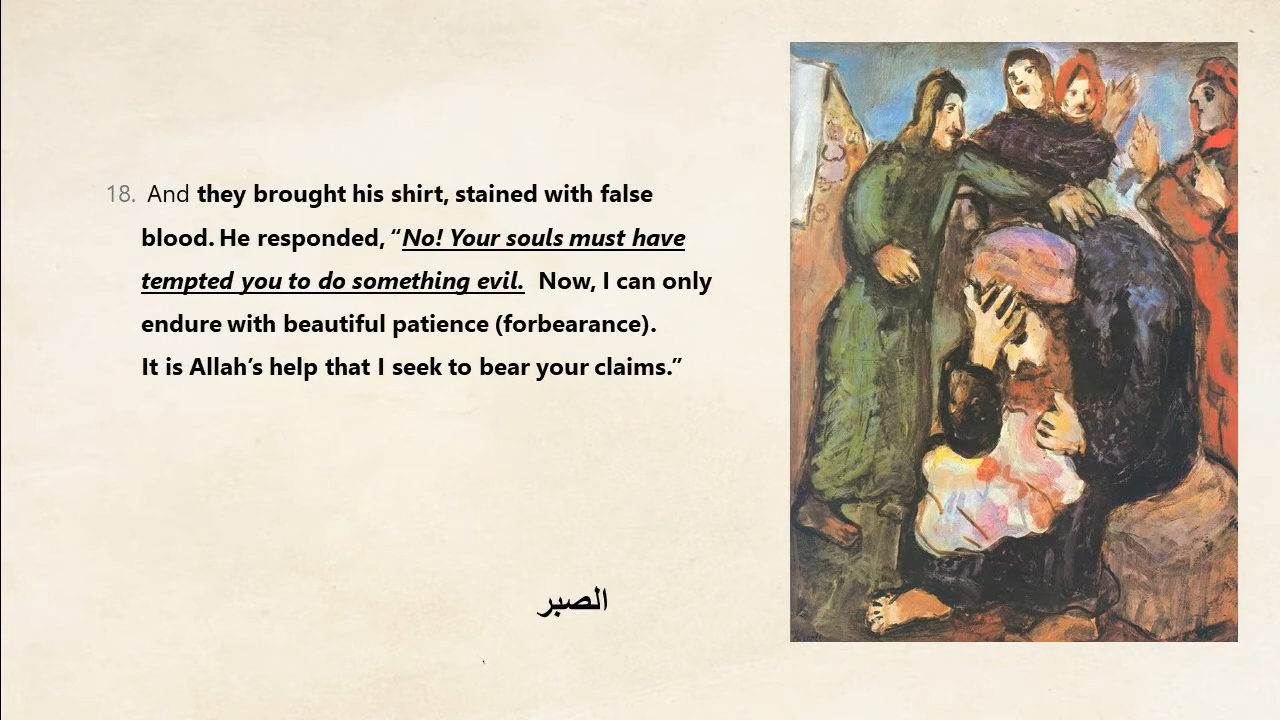 18. And they brought his shirt, stained with false
blood. He responded, “No! Your souls must have
tempted you to do something evil. Now, I can only
endure with beautiful patience (forbearance).
It is Allah’s help that I seek to bear your claims.”
الصبر